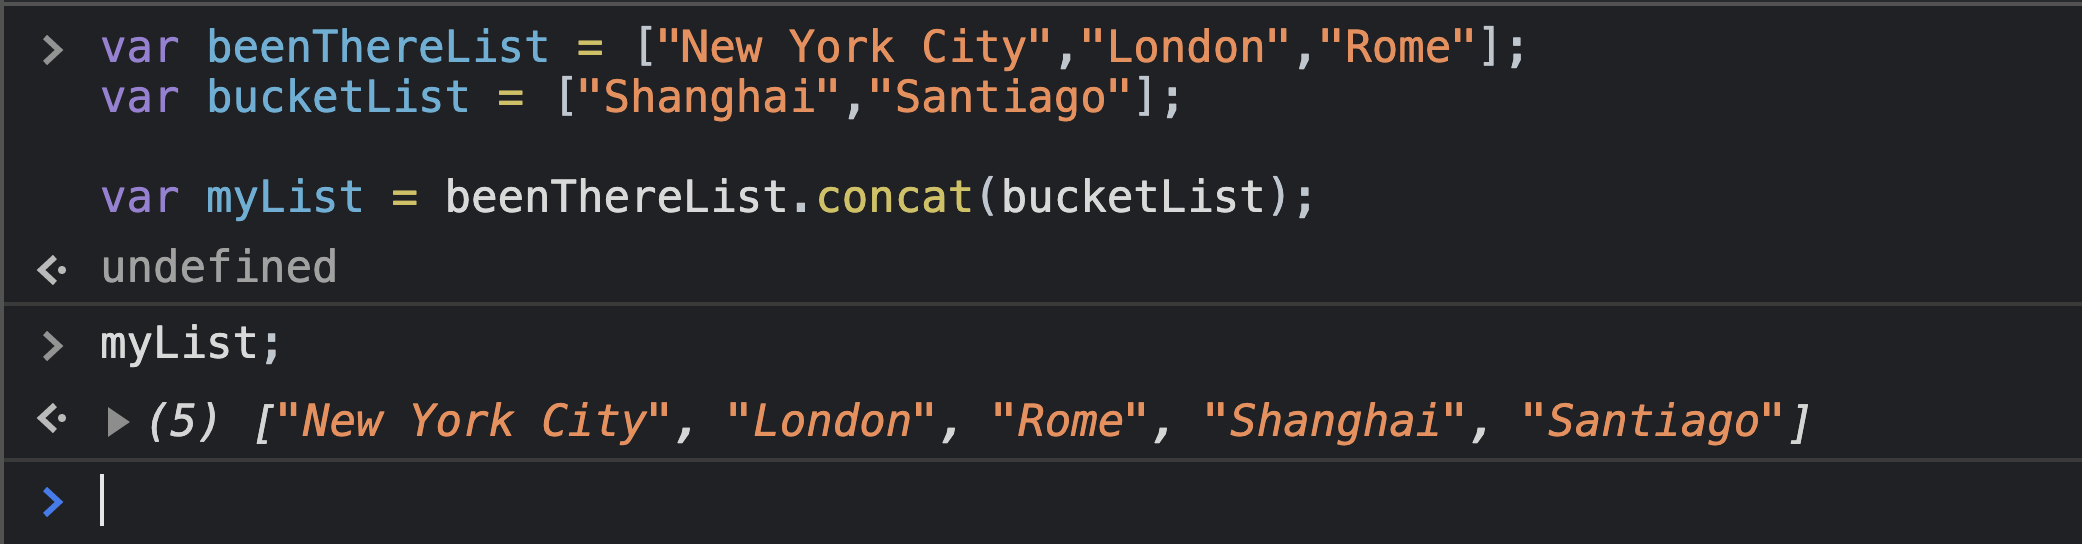 > var beenThereList = ["New York City","London","Rome"];
var bucketList = ["Shanghai","Santiago"];
var myList = beenThereList.concat(bucketList);
undefined
> myList;
(5) ["New York City", "London", "Rome", "Shanghai", "Santiago"]
>